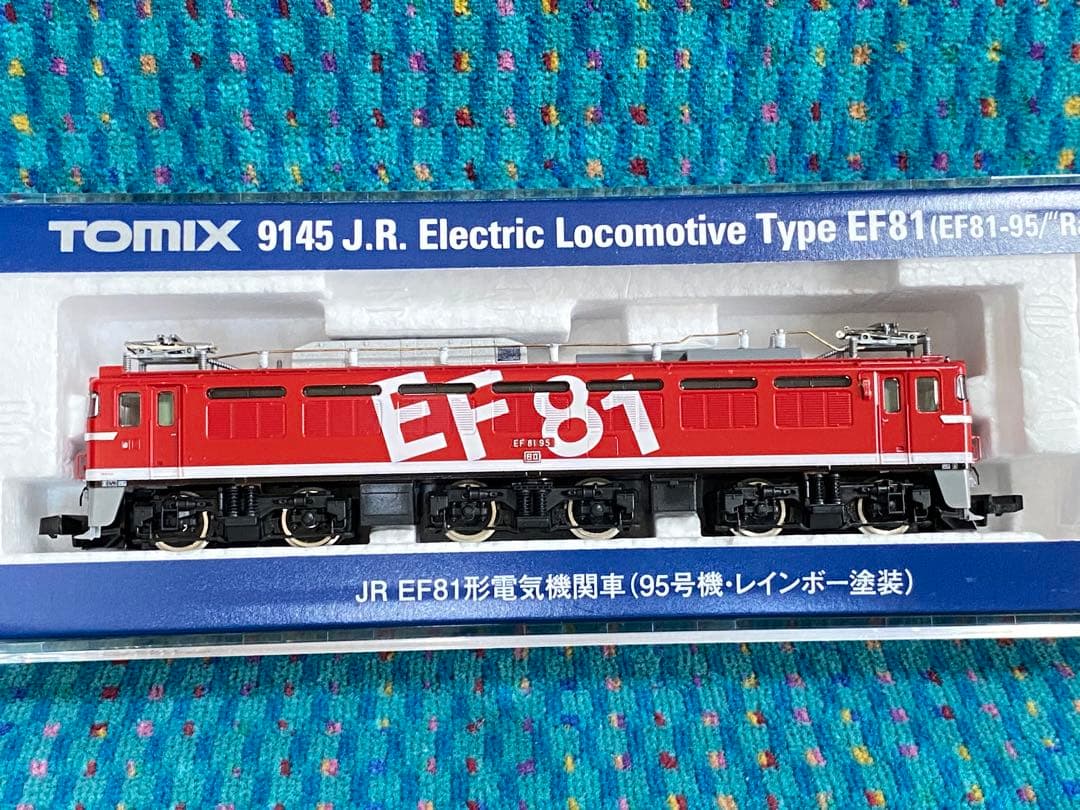 TOMIX 9145 J.R. Electric Locomotive Type EF81(EF81-95/"Ra
EF81
EF 81 95
JR EF81形電気機関車(95号機・レインボー塗装)